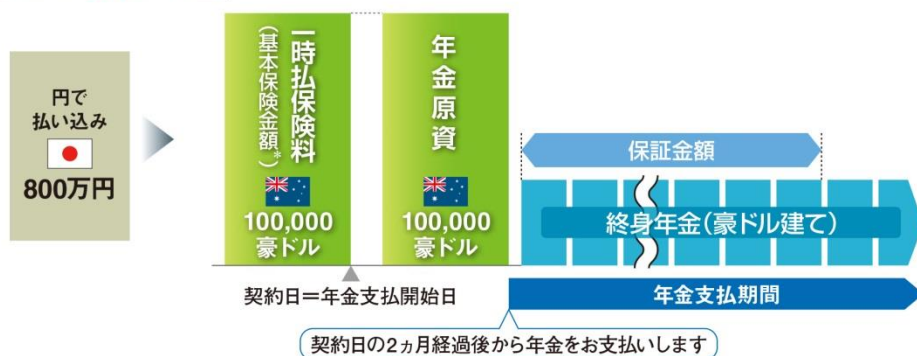 円で
払い込み
800万円
一時払保険料
(基本保険金額*)
100,000
豪ドル
年金原資
100,000
豪ドル
保証金額
終身年金(豪ドル建て)
契約日=年金支払開始日
年金支払期間
契約日の2ヵ月経過後から年金をお支払いします